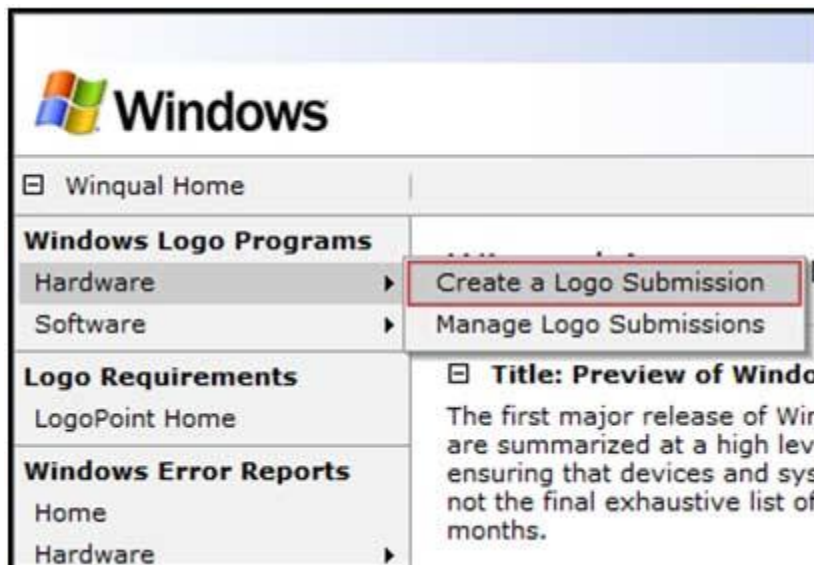 Windows
Winqual Home
Windows Logo Programs
Hardware
Create a Logo Submission
Software
Manage Logo Submissions
Logo Requirements
LogoPoint Home
Windows Error Reports
Home
Hardware
Title: Preview of Windo
The first major release of Wir
are summarized at a high lev
ensuring that devices and sys
not the final exhaustive list of
months.